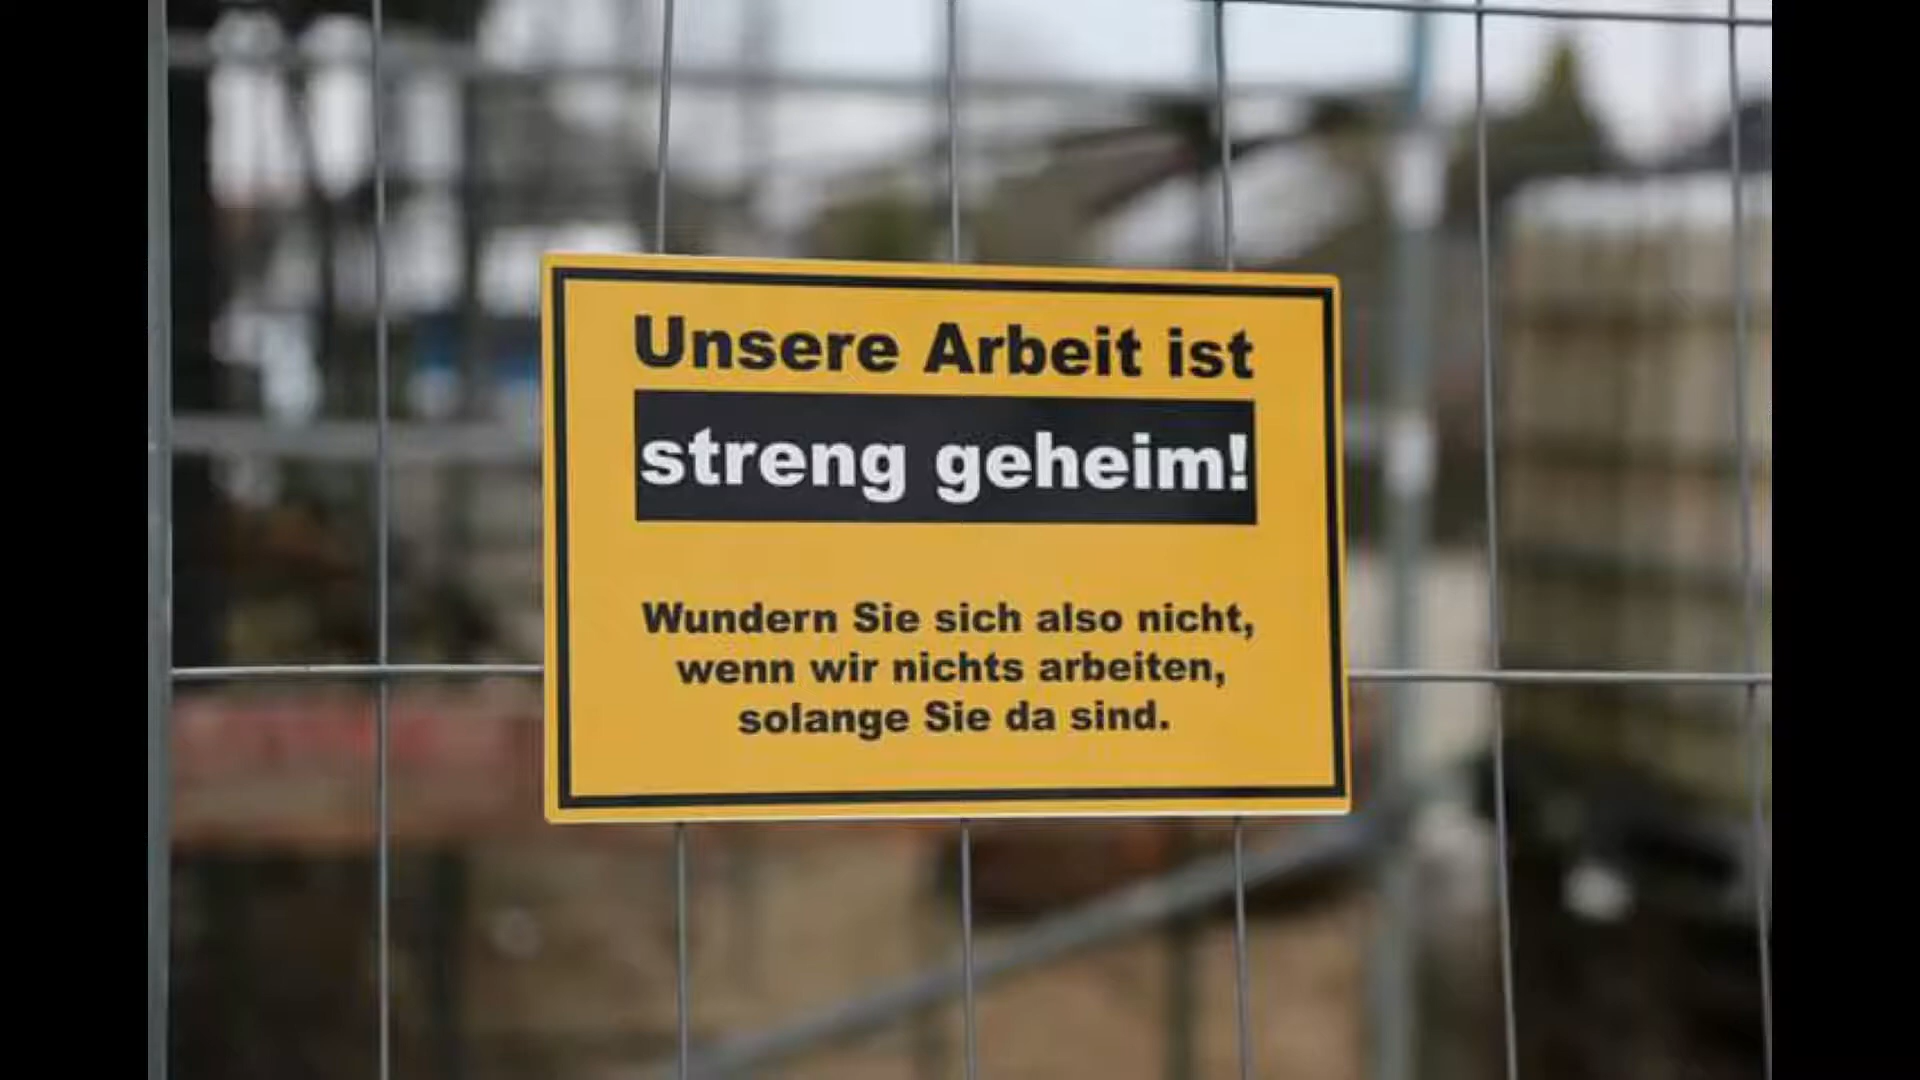 Unsere Arbeit ist
streng geheim!
Wundern Sie sich also nicht,
wenn wir nichts arbeiten,
solange Sie da sind.